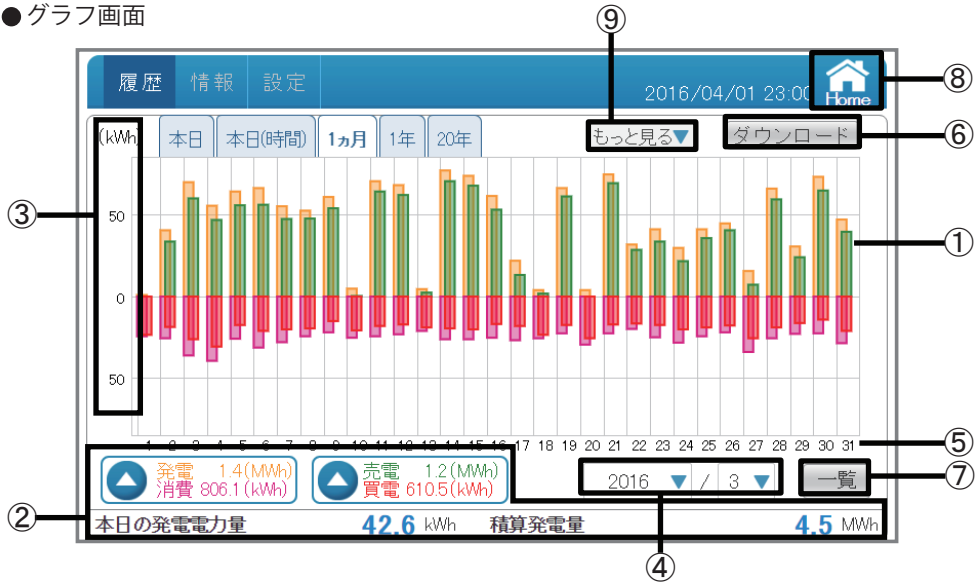 ●グラフ画面
⑨
履歴 情報 設定
2016/04/01 23:00
Home
⑧
(kWh)
本日 本日(時間) 1ヵ月 1年 20年
もっと見る▼
ダウンロード
⑥
③
50
①
0
50
1 2 3 4 5 6 7 8 9 10 11 12 13 14 15 16 17 18 19 20 21 22 23 24 25 26 27 28 29 30 31
⑤
発電 1.4(MWh)
消費 806.1(kWh)
売電 1.2(MWh)
買電 610.5(kWh)
2016 ▼ / 3 ▼
一覧
⑦
②
本日の発電電力量 42.6 kWh 積算発電量 4.5 MWh
④